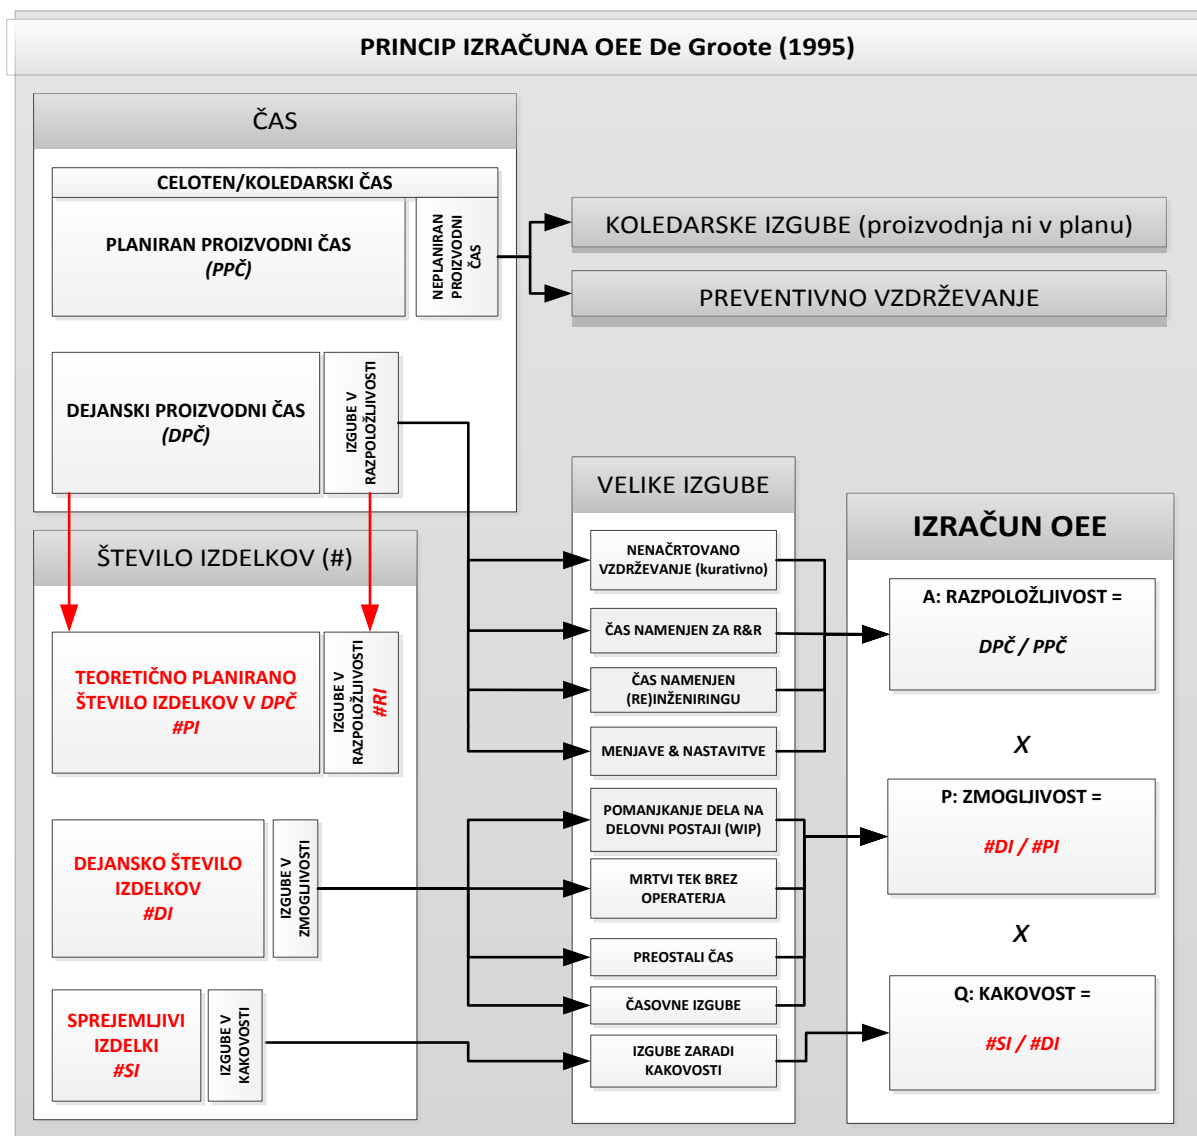 PRINCIP IZRAČUNA OEE De Groote (1995)
ČAS
CELOTEN/KOLEDARSKI ČAS
PLANIRAN PROIZVODNI ČAS
(PPČ)
NEPLANIRAN
PROIZVODNI
ČAS
KOLEDARSKE IZGUBE (proizvodnja ni v planu)
PREVENTIVNO VZDRŽEVANJE
DEJANSKI PROIZVODNI ČAS
(DPČ)
IZGUBE V
RAZPOLOŽLJIVOSTI
ŠTEVILO IZDELKOV (#)
TEORETIČNO PLANIRANO
ŠTEVILO IZDELKOV V DPČ
#PI
IZGUBE V
RAZPOLOŽLJIVOSTI
#RI
DEJANSKO ŠTEVILO
IZDELKOV
#DI
IZGUBE V
ZMOGLJIVOSTI
SPREJEMLJIVI
IZDELKI
#SI
IZGUBE V
KAKOVOSTI
VELIKE IZGUBE
NENAČRTOVANO
VZDRŽEVANJE (kurativno)
ČAS NAMENJEN ZA R&R
ČAS NAMENJEN
(RE)INŽENIRINGU
MENJAVE & NASTAVITVE
POMANJKANJE DELA NA
DELOVNI POSTAJI (WIP)
MRTVI TEK BREZ
OPERATERJA
PREOSTALI ČAS
ČASOVNE IZGUBE
IZGUBE ZARADI
KAKOVOSTI
IZRAČUN OEE
A: RAZPOLOŽLJIVOST =
DPČ / PPČ
X
P: ZMOGLJIVOST =
#DI / #PI
X
Q: KAKOVOST =
#SI / #DI